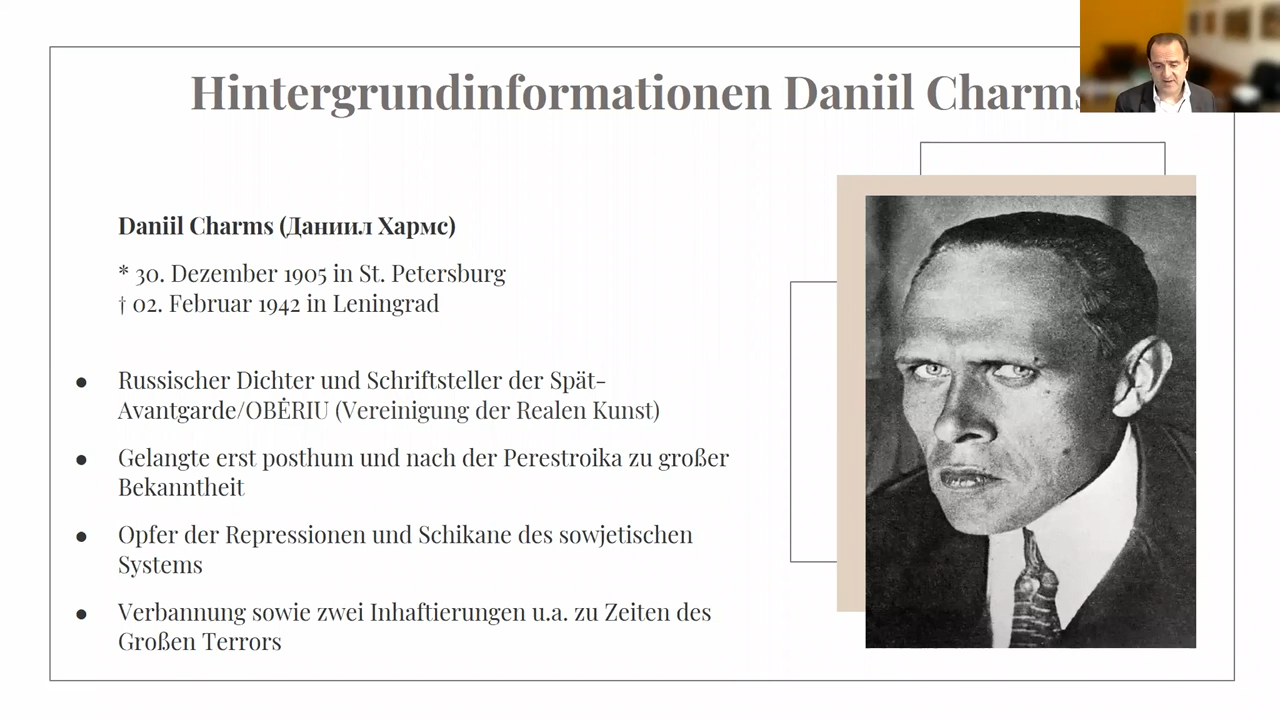 Hintergrundinformationen Daniil Charms
Daniil Charms (Даниил Хармс)
* 30. Dezember 1905 in St. Petersburg
† 02. Februar 1942 in Leningrad
● Russischer Dichter und Schriftsteller der Spät-
Avantgarde/OBĖRIU (Vereinigung der Realen Kunst)
● Gelangte erst posthum und nach der Perestroika zu großer
Bekanntheit
● Opfer der Repressionen und Schikane des sowjetischen
Systems
● Verbannung sowie zwei Inhaftierungen u.a. zu Zeiten des
Großen Terrors